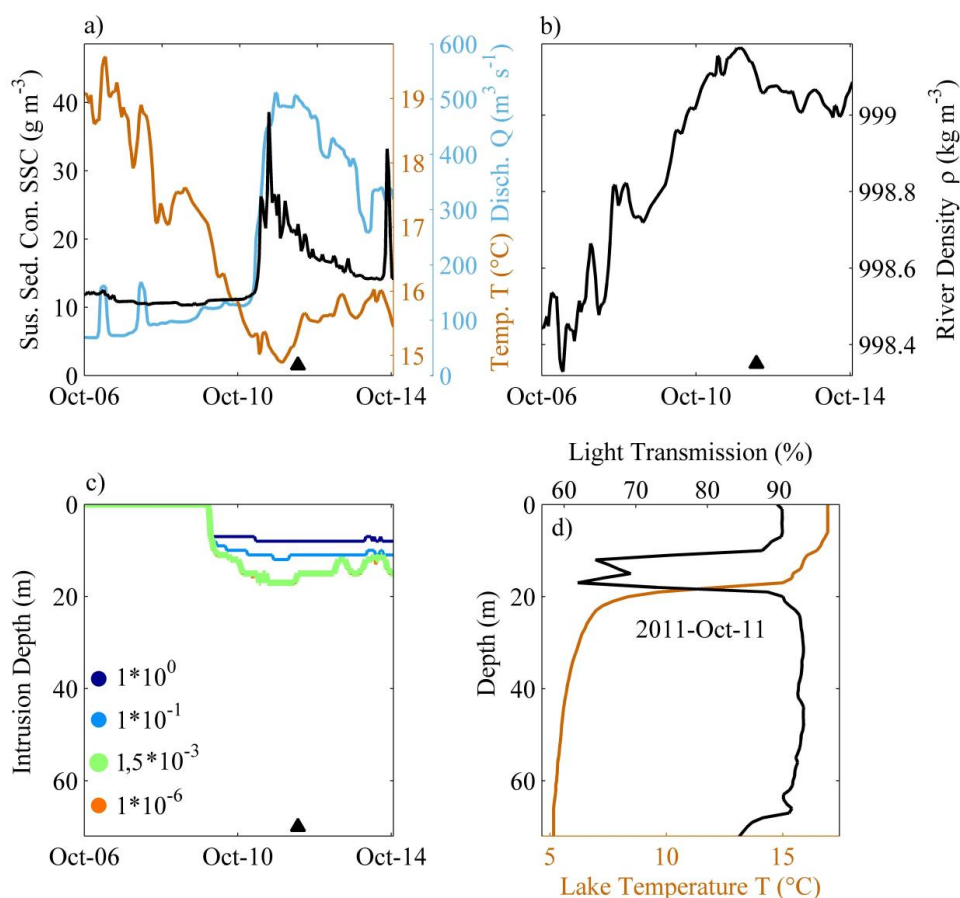 a)
Sus. Sed. Con. SSC (g m⁻³)
40
30
20
10
0
Oct-06
Oct-10
Oct-14
19
18
17
16
15
Temp. T (°C)
600
500
400
300
200
100
0
Disch. Q (m³ s⁻¹)
b)
999
998.8
998.6
998.4
River Density ρ (kg m⁻³)
Oct-06
Oct-10
Oct-14
c)
Intrusion Depth (m)
0
20
40
60
1*10⁰
1*10⁻¹
1,5*10⁻³
1*10⁻⁶
Oct-06
Oct-10
Oct-14
Light Transmission (%)
62 69 79 90
d)
Depth (m)
0
20
40
60
2011-Oct-11
5 10 15
Lake Temperature T (°C)